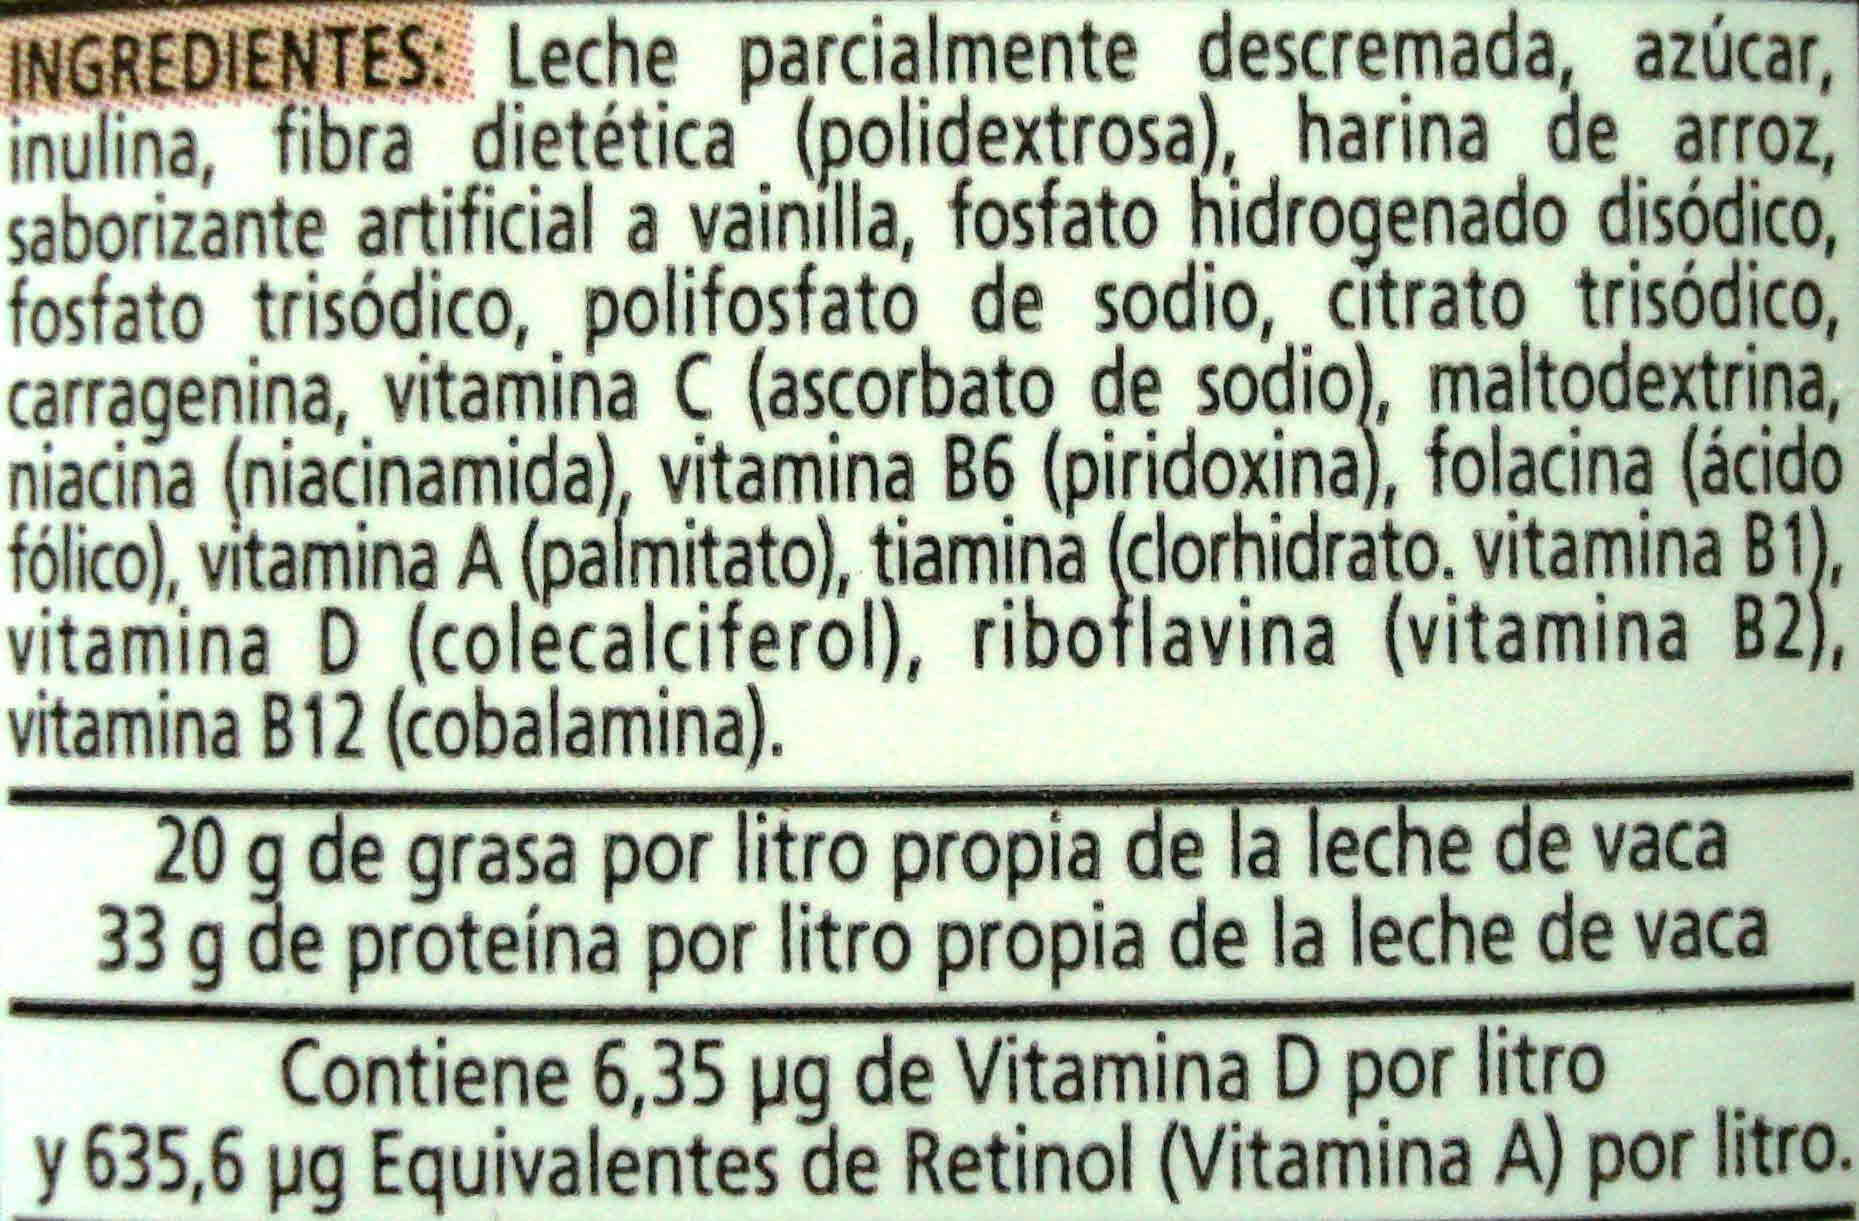 INGREDIENTES: Leche parcialmente descremada, azúcar,
inulina, fibra dietética (polidextrosa), harina de arroz,
saborizante artificial a vainilla, fosfato hidrogenado disódico,
fosfato trisódico, polifosfato de sodio, citrato trisódico,
carragenina, vitamina C (ascorbato de sodio), maltodextrina,
niacina (niacinamida), vitamina B6 (piridoxina), folacina (ácido
fólico), vitamina A (palmitato), tiamina (clorhidrato. vitamina B1),
vitamina D (colecalciferol), riboflavina (vitamina B2),
vitamina B12 (cobalamina).
20 g de grasa por litro propia de la leche de vaca
33 g de proteína por litro propia de la leche de vaca
Contiene 6,35 µg de Vitamina D por litro
y 635,6 µg Equivalentes de Retinol (Vitamina A) por litro.